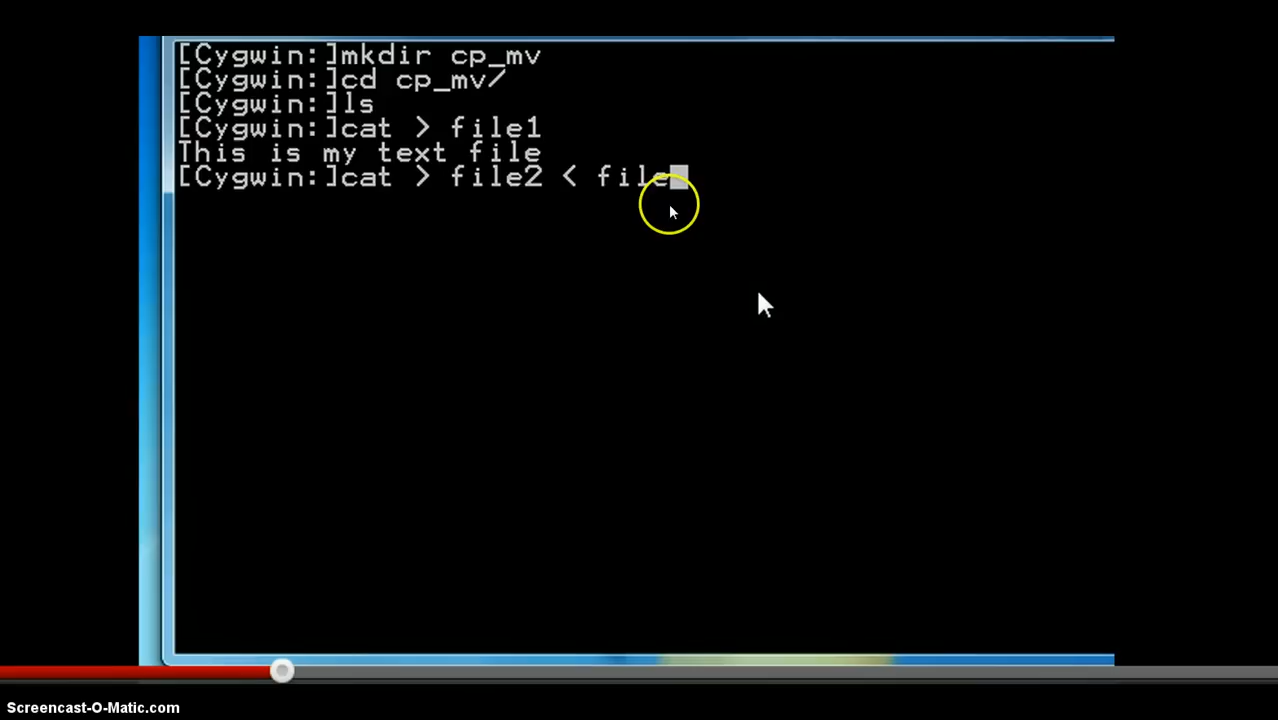 [Cygwin:]mkdir cp_mv
[Cygwin:]cd cp_mv/
[Cygwin:]ls
[Cygwin:]cat > file1
This is my text file
[Cygwin:]cat > file2 < file
Screencast-O-Matic.com